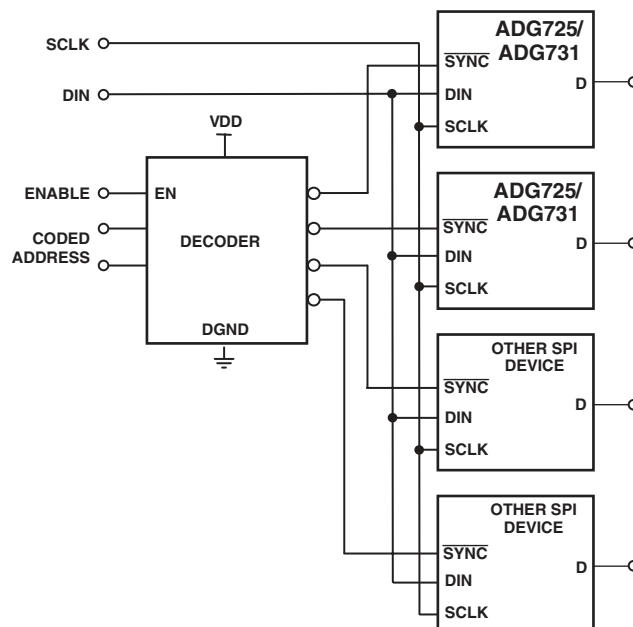 SCLK
DIN
VDD
ENABLE
EN
CODED
ADDRESS
DECODER
DGND
ADG725/
ADG731
SYNC
DIN
SCLK
D
ADG725/
ADG731
SYNC
DIN
SCLK
D
OTHER SPI
DEVICE
SYNC
DIN
SCLK
D
OTHER SPI
DEVICE
SYNC
DIN
SCLK
D